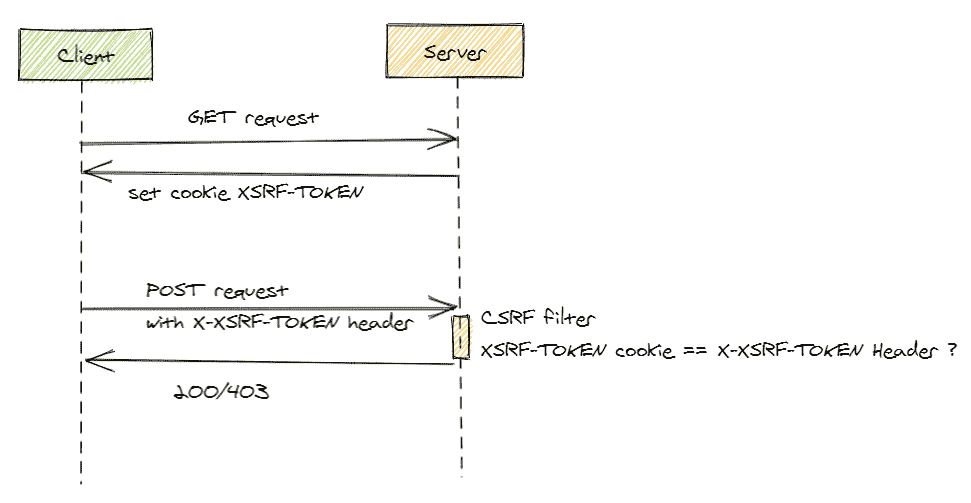 Client
Server
GET request
set cookie XSRF-TOKEN
POST request
with X-XSRF-TOKEN header
CSRF filter
XSRF-TOKEN cookie == X-XSRF-TOKEN Header ?
200/403